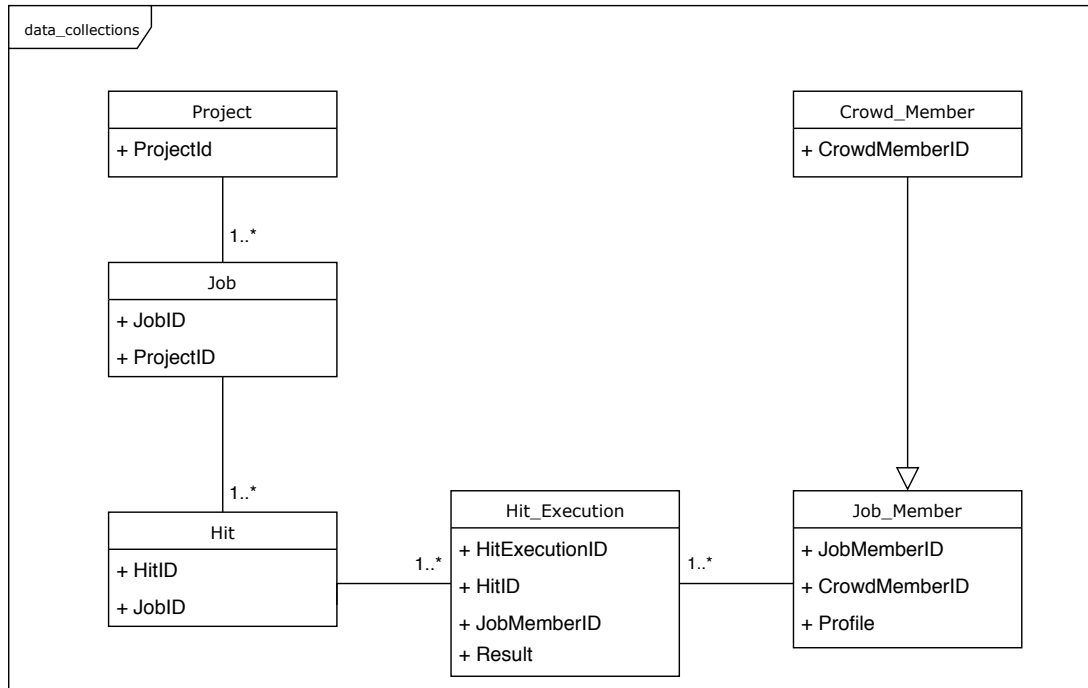 data_collections
Project
+ ProjectId
Crowd_Member
+ CrowdMemberID
1..*
Job
+ JobID
+ ProjectID
1..*
Hit
+ HitID
+ JobID
1..*
Hit_Execution
+ HitExecutionID
+ HitID
+ JobMemberID
+ Result
1..*
Job_Member
+ JobMemberID
+ CrowdMemberID
+ Profile